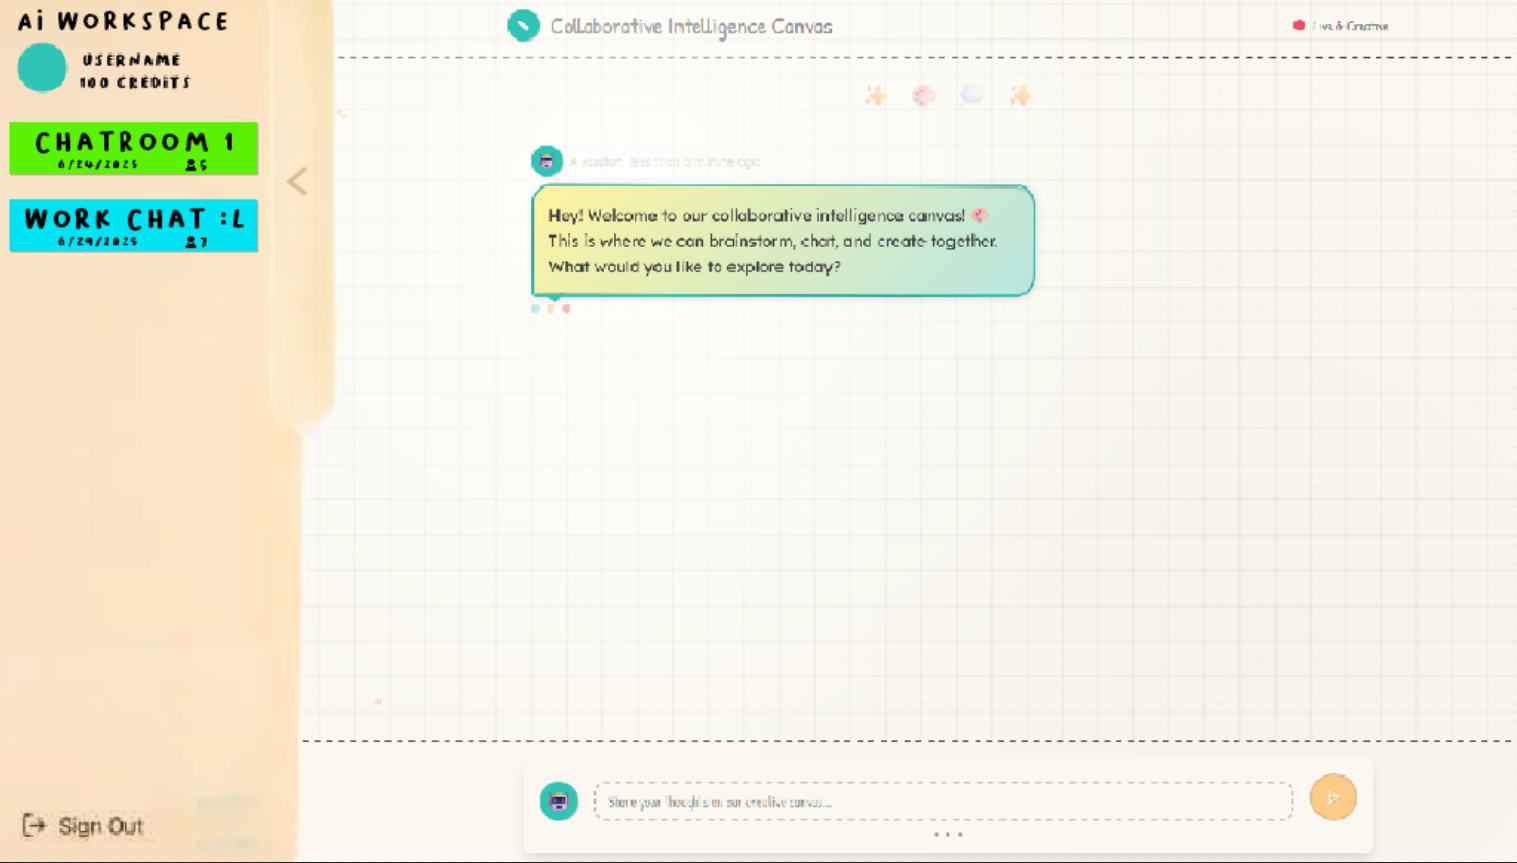 Ai WORKSPACE
USERNAME
100 CREDITS
CHATROOM 1
6/24/2025 5
WORK CHAT :L
6/29/2025 7
Sign Out
Collaborative Intelligence Canvas
Live & Creative
AI Assistant less than a minute ago
Hey! Welcome to our collaborative intelligence canvas!
This is where we can brainstorm, chat, and create together.
What would you like to explore today?
Share your thoughts on our creative canvas...